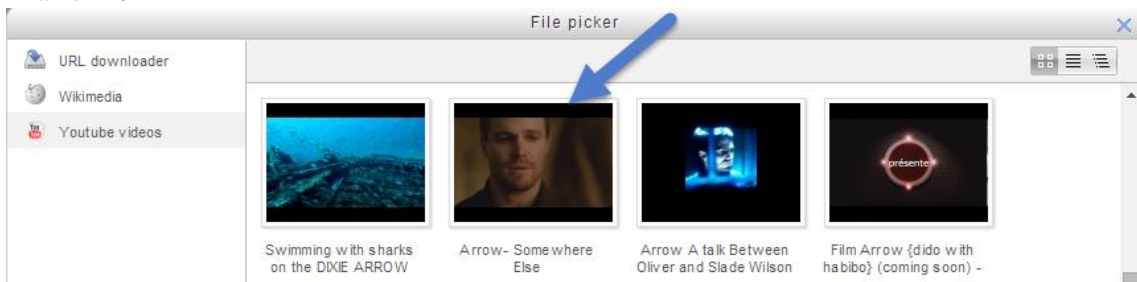 File picker
URL downloader
Wikimedia
Youtube videos
Swimming with sharks
on the DIXIE ARROW
Arrow- Somewhere
Else
Arrow A talk Between
Oliver and Slade Wilson
présente
Film Arrow {dido with
habibo} (coming soon) -